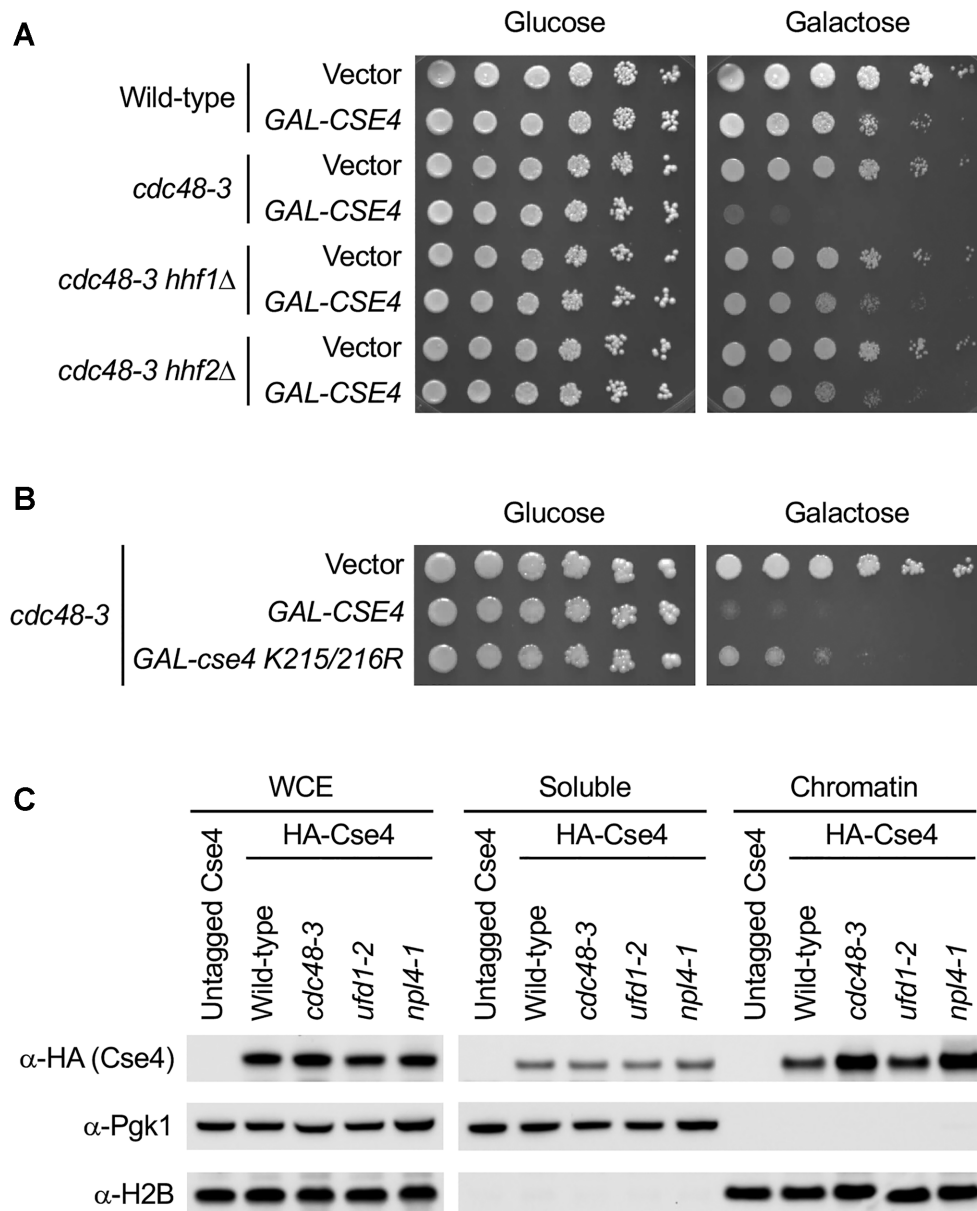 A
Glucose Galactose
Wild-type
Vector
GAL-CSE4
cdc48-3
Vector
GAL-CSE4
cdc48-3 hhf1Δ
Vector
GAL-CSE4
cdc48-3 hhf2Δ
Vector
GAL-CSE4
B
Glucose Galactose
cdc48-3
Vector
GAL-CSE4
GAL-cse4 K215/216R
C
WCE Soluble Chromatin
HA-Cse4 HA-Cse4 HA-Cse4
Untagged Cse4 Wild-type cdc48-3 ufd1-2 npl4-1 Untagged Cse4 Wild-type cdc48-3 ufd1-2 npl4-1 Untagged Cse4 Wild-type cdc48-3 ufd1-2 npl4-1
α-HA (Cse4)
α-Pgk1
α-H2B